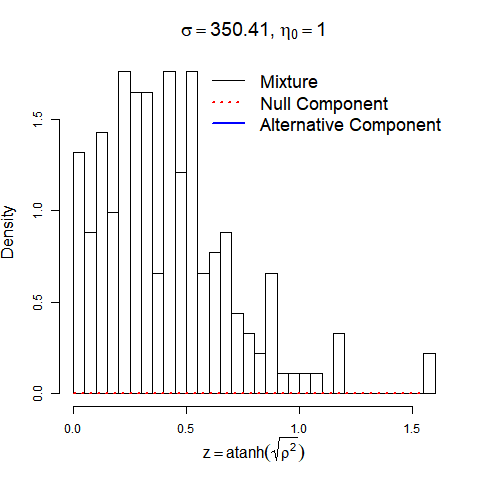 σ = 350.41, η₀ = 1
Mixture
Null Component
Alternative Component
Density
1.5
1.0
0.5
0.0
0.0 0.5 1.0 1.5
z = atanh(√ρ²)